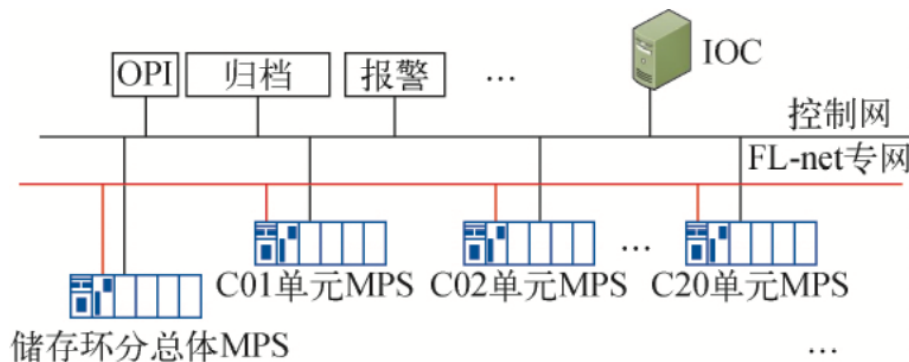 OPI 归档 报警 … IOC
控制网
FL-net专网
…
C01单元MPS C02单元MPS C20单元MPS
储存环分总体MPS …